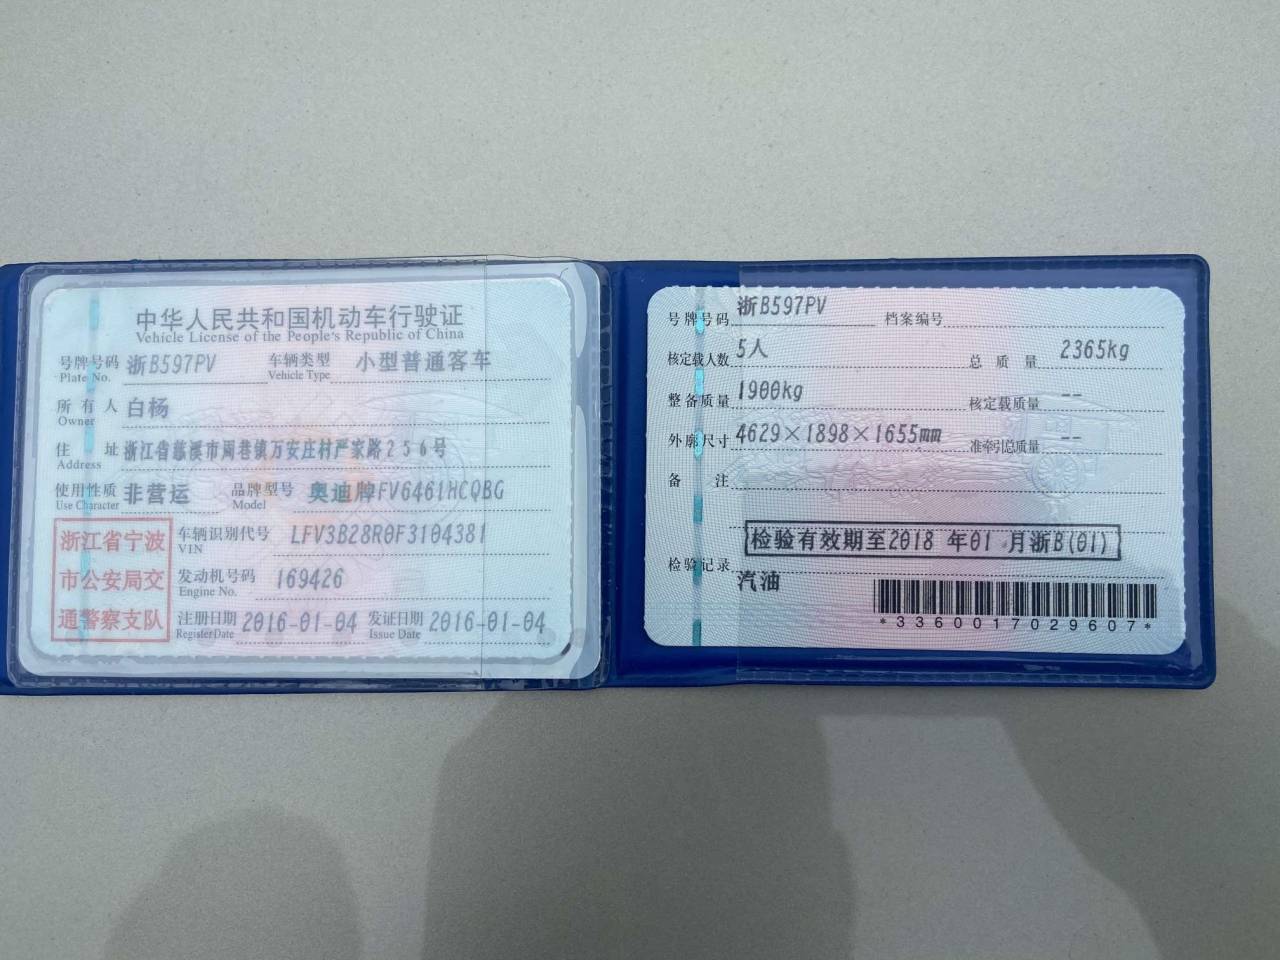 中华人民共和国机动车行驶证
Vehicle License of the People's Republic of China
号牌号码 浙B597PV 车辆类型 小型普通客车
Plate No. Vehicle Type
所有人 白杨
Owner
住址 浙江省慈溪市周巷镇万安庄村严家路256号
Address
使用性质 非营运 品牌型号 奥迪牌FV6461HCQBG
Use Character Model
浙江省宁波
市公安局交
通警察支队
车辆识别代号 LFV3B28R0F3104381
VIN
发动机号码 169426
Engine No.
注册日期 2016-01-04 发证日期 2016-01-04
Register Date Issue Date
号牌号码 浙B597PV 档案编号
核定载人数 5人 总质量 2365kg
整备质量 1900kg 核定载质量 --
外廓尺寸 4629×1898×1655mm 准牵引总质量 --
备注
检验有效期至2018 年01 月浙B(01)
检验记录
汽油
*3360017029607*